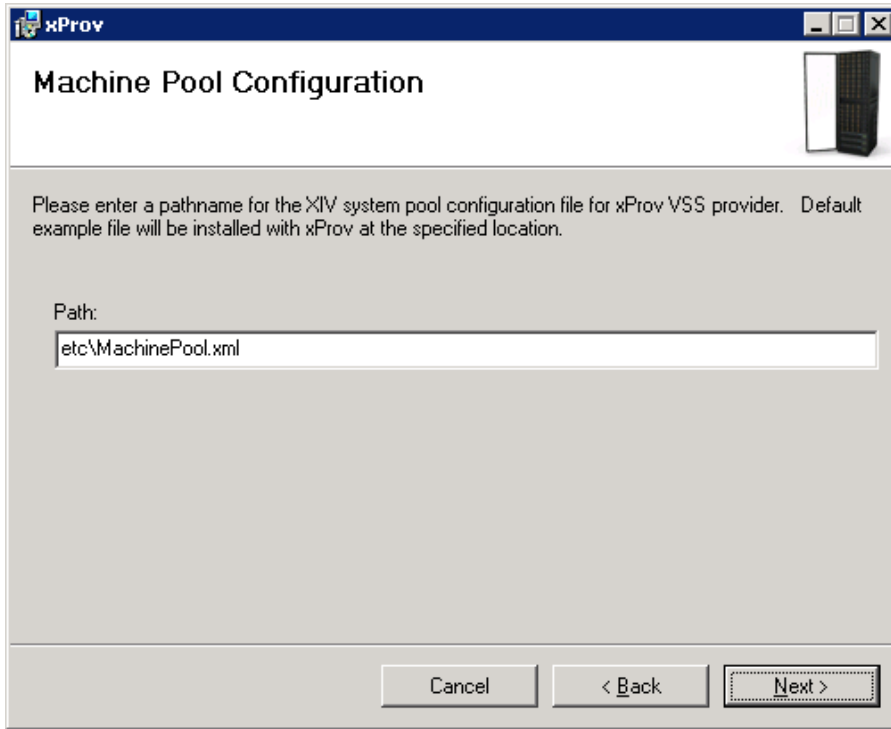 xProv
Machine Pool Configuration
Please enter a pathname for the XIV system pool configuration file for xProv VSS provider.   Default
example file will be installed with xProv at the specified location.
Path:
etc\MachinePool.xml
Cancel
< Back
Next >